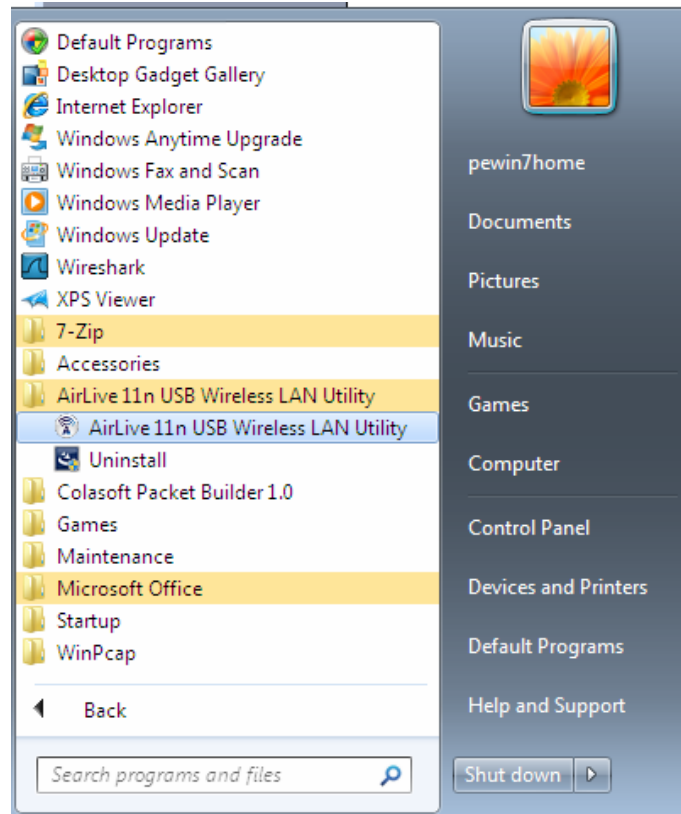 Default Programs
Desktop Gadget Gallery
Internet Explorer
Windows Anytime Upgrade
Windows Fax and Scan
Windows Media Player
Windows Update
Wireshark
XPS Viewer
7-Zip
Accessories
AirLive 11n USB Wireless LAN Utility
AirLive 11n USB Wireless LAN Utility
Uninstall
Colasoft Packet Builder 1.0
Games
Maintenance
Microsoft Office
Startup
WinPcap
Back
Search programs and files
pewin7home
Documents
Pictures
Music
Games
Computer
Control Panel
Devices and Printers
Default Programs
Help and Support
Shut down